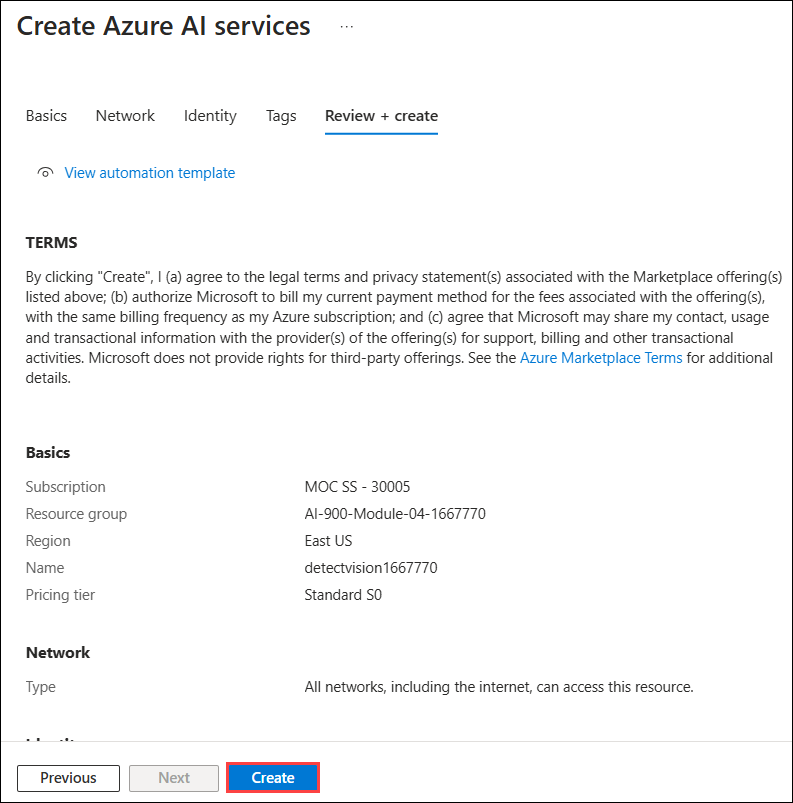 Create Azure AI services ...
Basics Network Identity Tags Review + create
View automation template
TERMS
By clicking "Create", I (a) agree to the legal terms and privacy statement(s) associated with the Marketplace offering(s)
listed above; (b) authorize Microsoft to bill my current payment method for the fees associated with the offering(s),
with the same billing frequency as my Azure subscription; and (c) agree that Microsoft may share my contact, usage
and transactional information with the provider(s) of the offering(s) for support, billing and other transactional
activities. Microsoft does not provide rights for third-party offerings. See the Azure Marketplace Terms for additional
details.
Basics
Subscription MOC SS - 30005
Resource group AI-900-Module-04-1667770
Region East US
Name detectvision1667770
Pricing tier Standard S0
Network
Type All networks, including the internet, can access this resource.
Previous Next Create